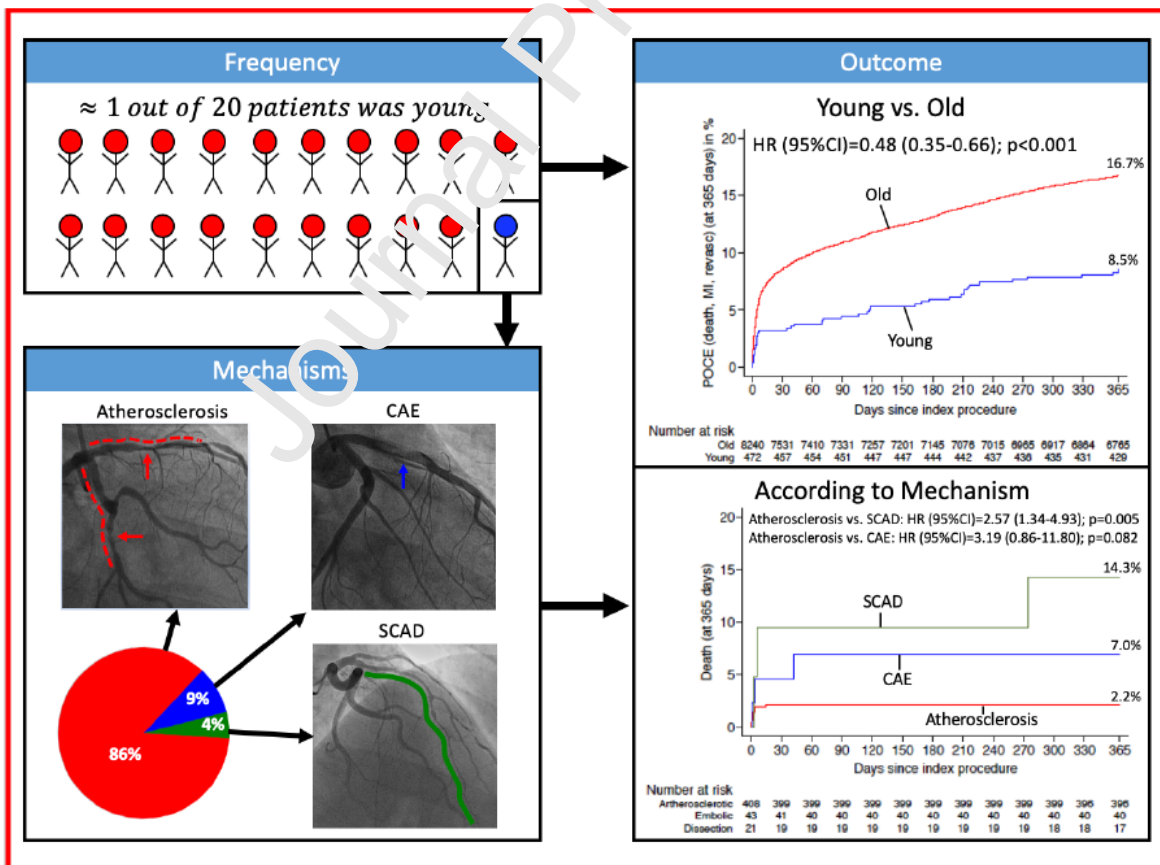 Journal Pr
Frequency
≈ 1 out of 20 patients was young
Mechanisms
Atherosclerosis
CAE
SCAD
9%
4%
86%
Outcome
Young vs. Old
HR (95%CI)=0.48 (0.35-0.66); p<0.001
POCE (death, MI, revasc) (at 365 days) in %
20
15
10
5
0
Old
16.7%
Young
8.5%
0 30 60 90 120 150 180 210 240 270 300 330 365
Days since index procedure
Number at risk
Old 8240 7531 7410 7331 7257 7201 7145 7076 7015 6965 6917 6864 6765
Young 472 457 454 451 447 447 444 442 437 436 435 431 429
According to Mechanism
Atherosclerosis vs. SCAD: HR (95%CI)=2.57 (1.34-4.93); p=0.005
Atherosclerosis vs. CAE: HR (95%CI)=3.19 (0.86-11.80); p=0.082
Death (at 365 days)
20
15
10
5
0
14.3%
SCAD
7.0%
CAE
2.2%
Atherosclerosis
0 30 60 90 120 150 180 210 240 270 300 330 365
Days since index procedure
Number at risk
Artherosclerotic 408 399 399 399 399 399 399 399 399 399 399 396 396
Embolic 43 41 40 40 40 40 40 40 40 40 40 40 40
Dissection 21 19 19 19 19 19 19 19 19 19 18 18 17